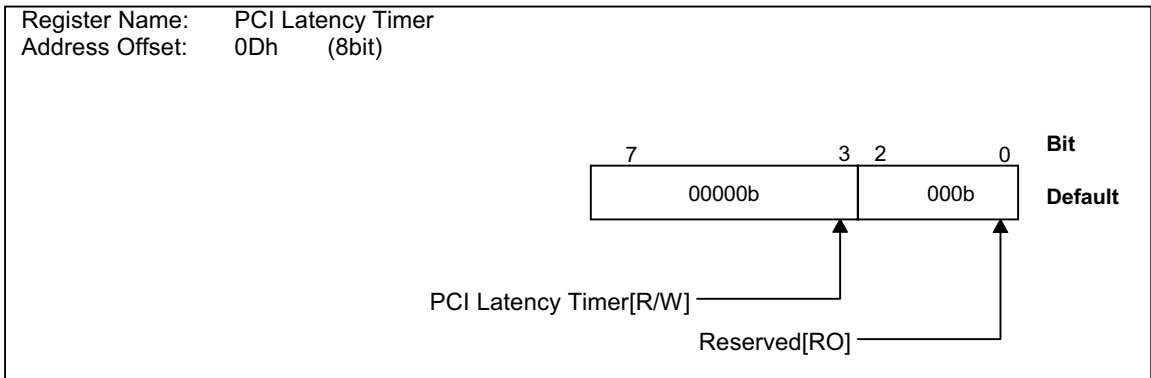 Register Name: PCI Latency Timer
Address Offset: 0Dh (8bit)
7 3 2 0 Bit
00000b 000b Default
PCI Latency Timer[R/W]
Reserved[RO]